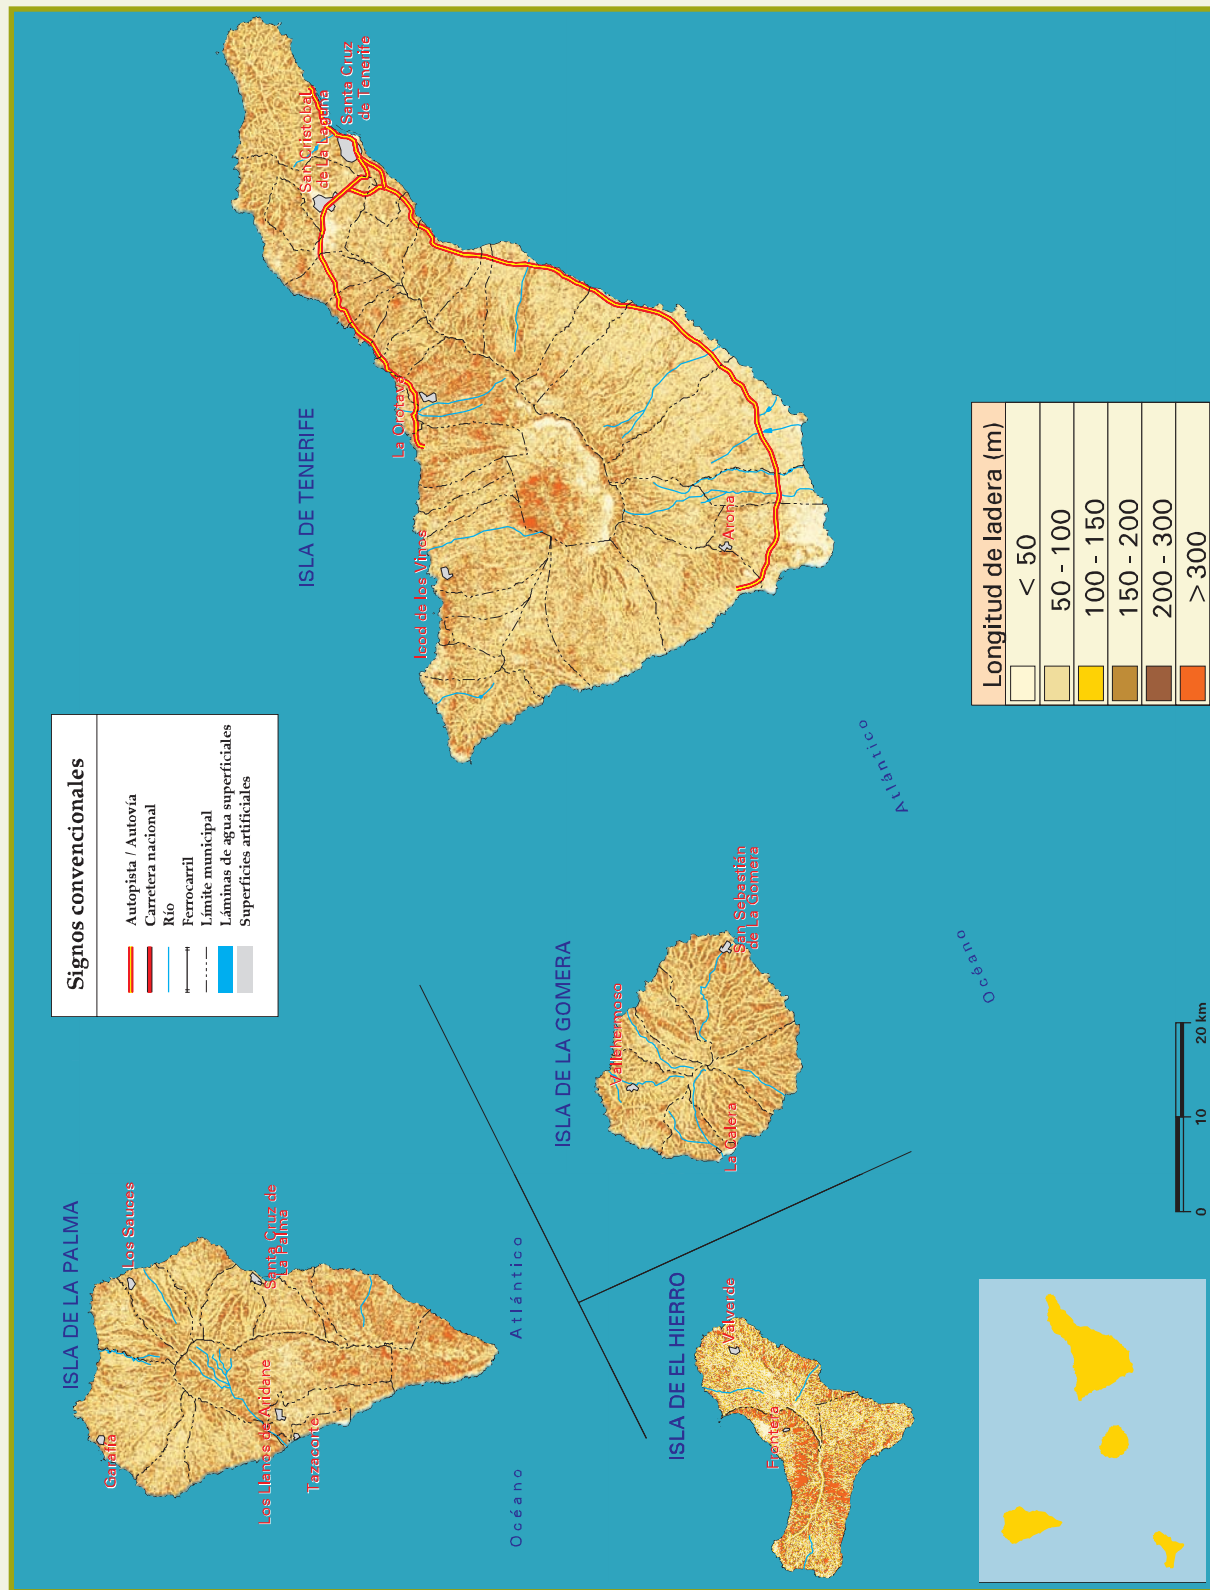 Signos convencionales
Autopista / Autovía
Carretera nacional
Río
Ferrocarril
Límite municipal
Láminas de agua superficiales
Superficies artificiales
ISLA DE LA PALMA
Los Sauces
Garafía
Santa Cruz de
La Palma
Los Llanos de Aridane
Tazacorte
Océano Atlántico
ISLA DE TENERIFE
San Cristobal
de La Laguna
Santa Cruz
de Tenerife
La Orotava
Icod de los Vinos
Arona
ISLA DE LA GOMERA
Vallehermoso
San Sebastián
de La Gomera
La Calera
ISLA DE EL HIERRO
Valverde
Frontera
Océano Atlántico
0 10 20 km
Longitud de ladera (m)
< 50
50 - 100
100 - 150
150 - 200
200 - 300
> 300